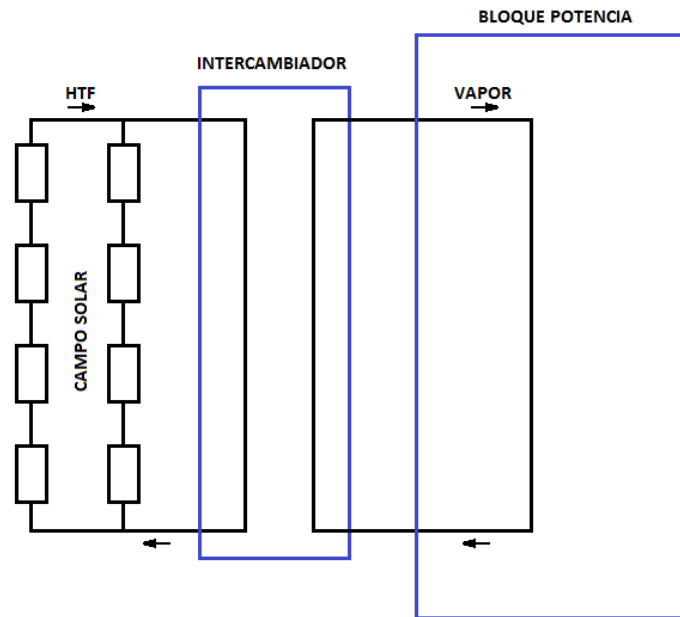 BLOQUE POTENCIA
INTERCAMBIADOR
HTF
VAPOR
CAMPO SOLAR